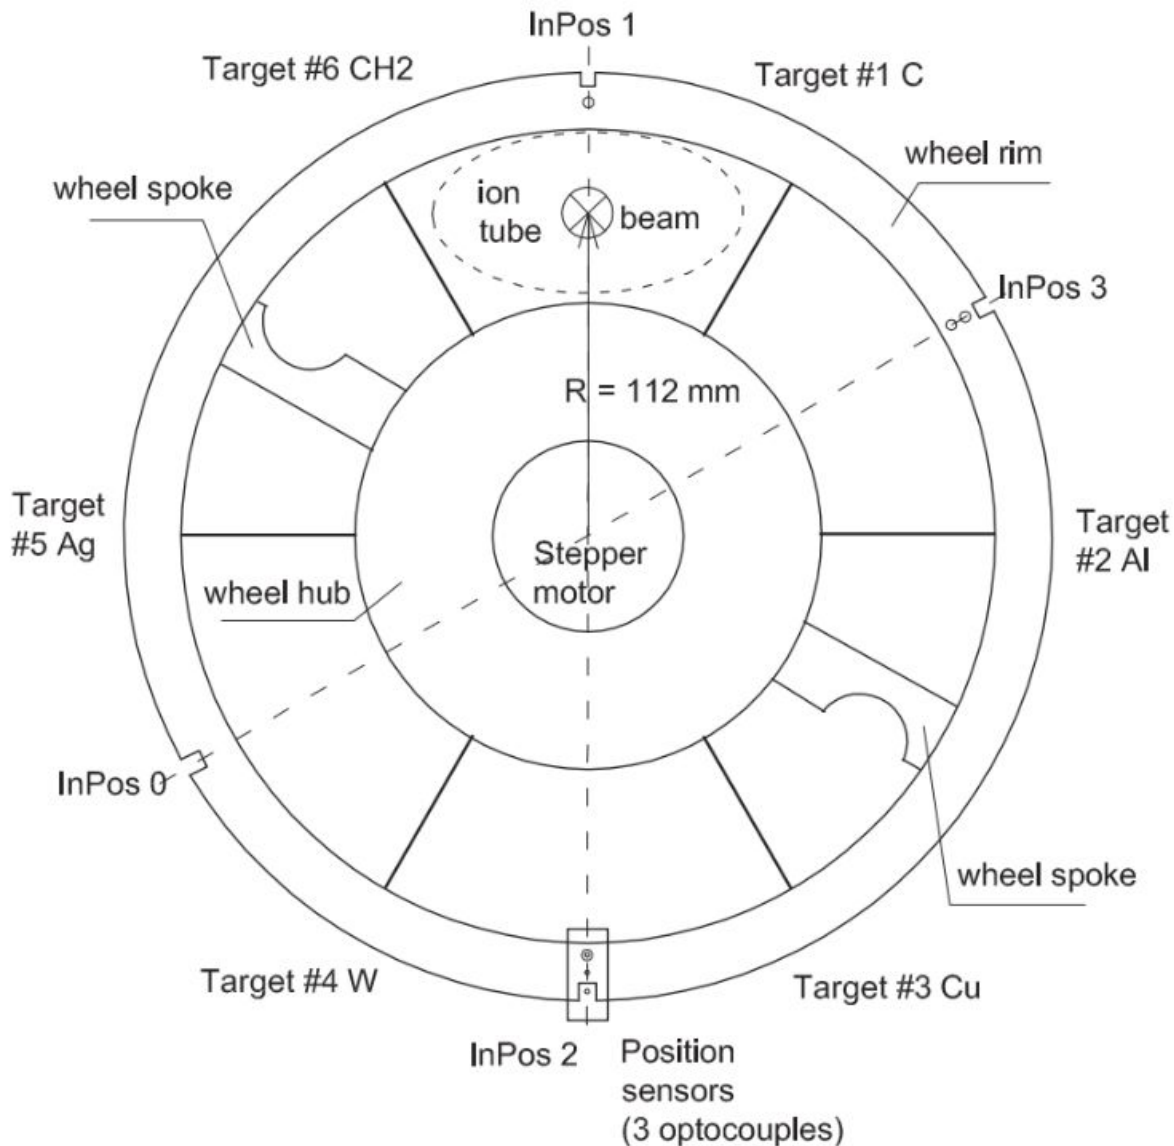 InPos 1
Target #6 CH2
Target #1 C
wheel rim
wheel spoke
ion
tube
beam
InPos 3
R = 112 mm
Target
#5 Ag
Stepper
motor
Target
#2 Al
wheel hub
InPos 0
wheel spoke
Target #4 W
Target #3 Cu
InPos 2
Position
sensors
(3 optocouples)